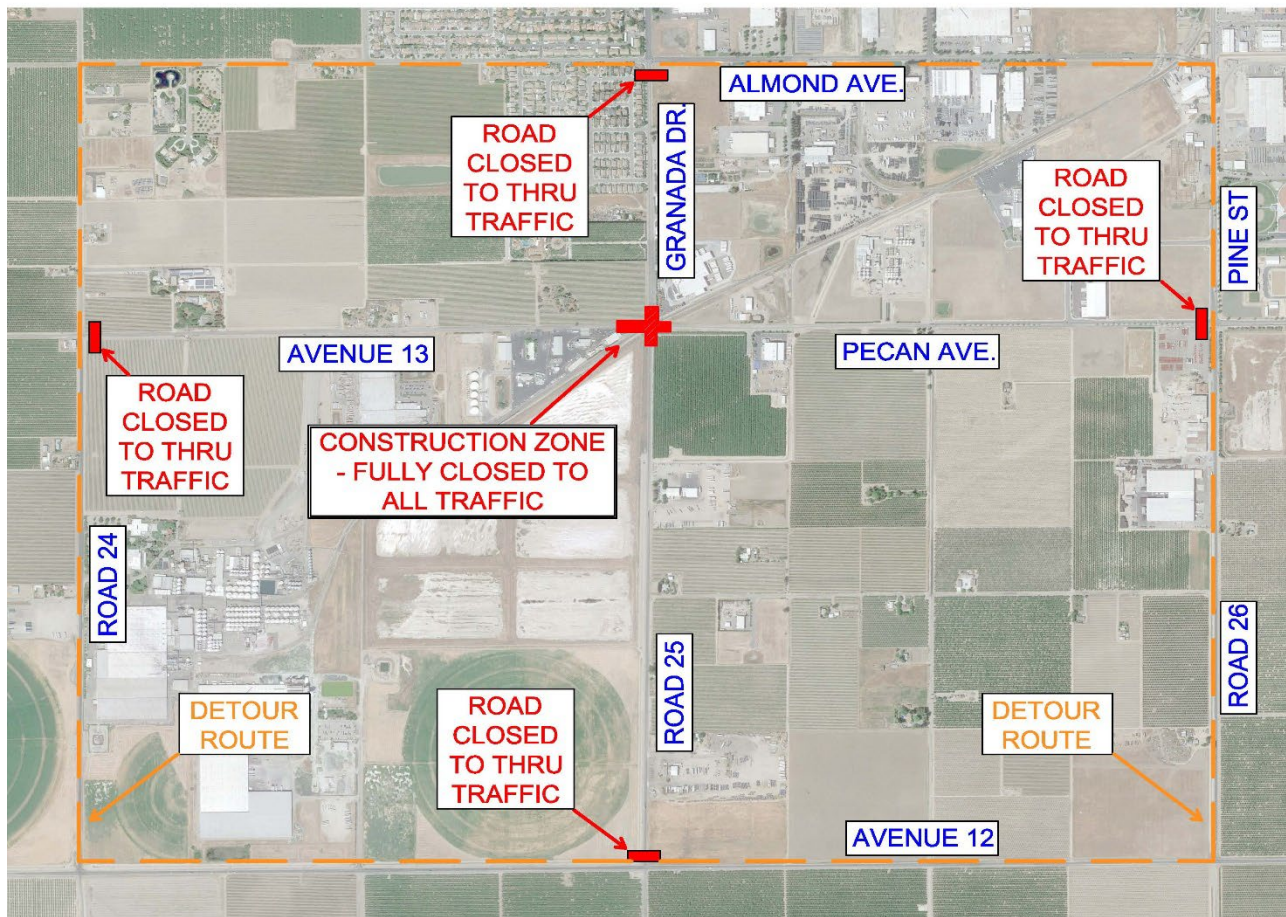 ALMOND AVE.
ROAD
CLOSED
TO THRU
TRAFFIC
GRANADA DR.
ROAD
CLOSED
TO THRU
TRAFFIC
PINE ST
AVENUE 13
PECAN AVE.
ROAD
CLOSED
TO THRU
TRAFFIC
CONSTRUCTION ZONE
- FULLY CLOSED TO
ALL TRAFFIC
ROAD 24
ROAD 25
ROAD 26
DETOUR
ROUTE
ROAD
CLOSED
TO THRU
TRAFFIC
DETOUR
ROUTE
AVENUE 12